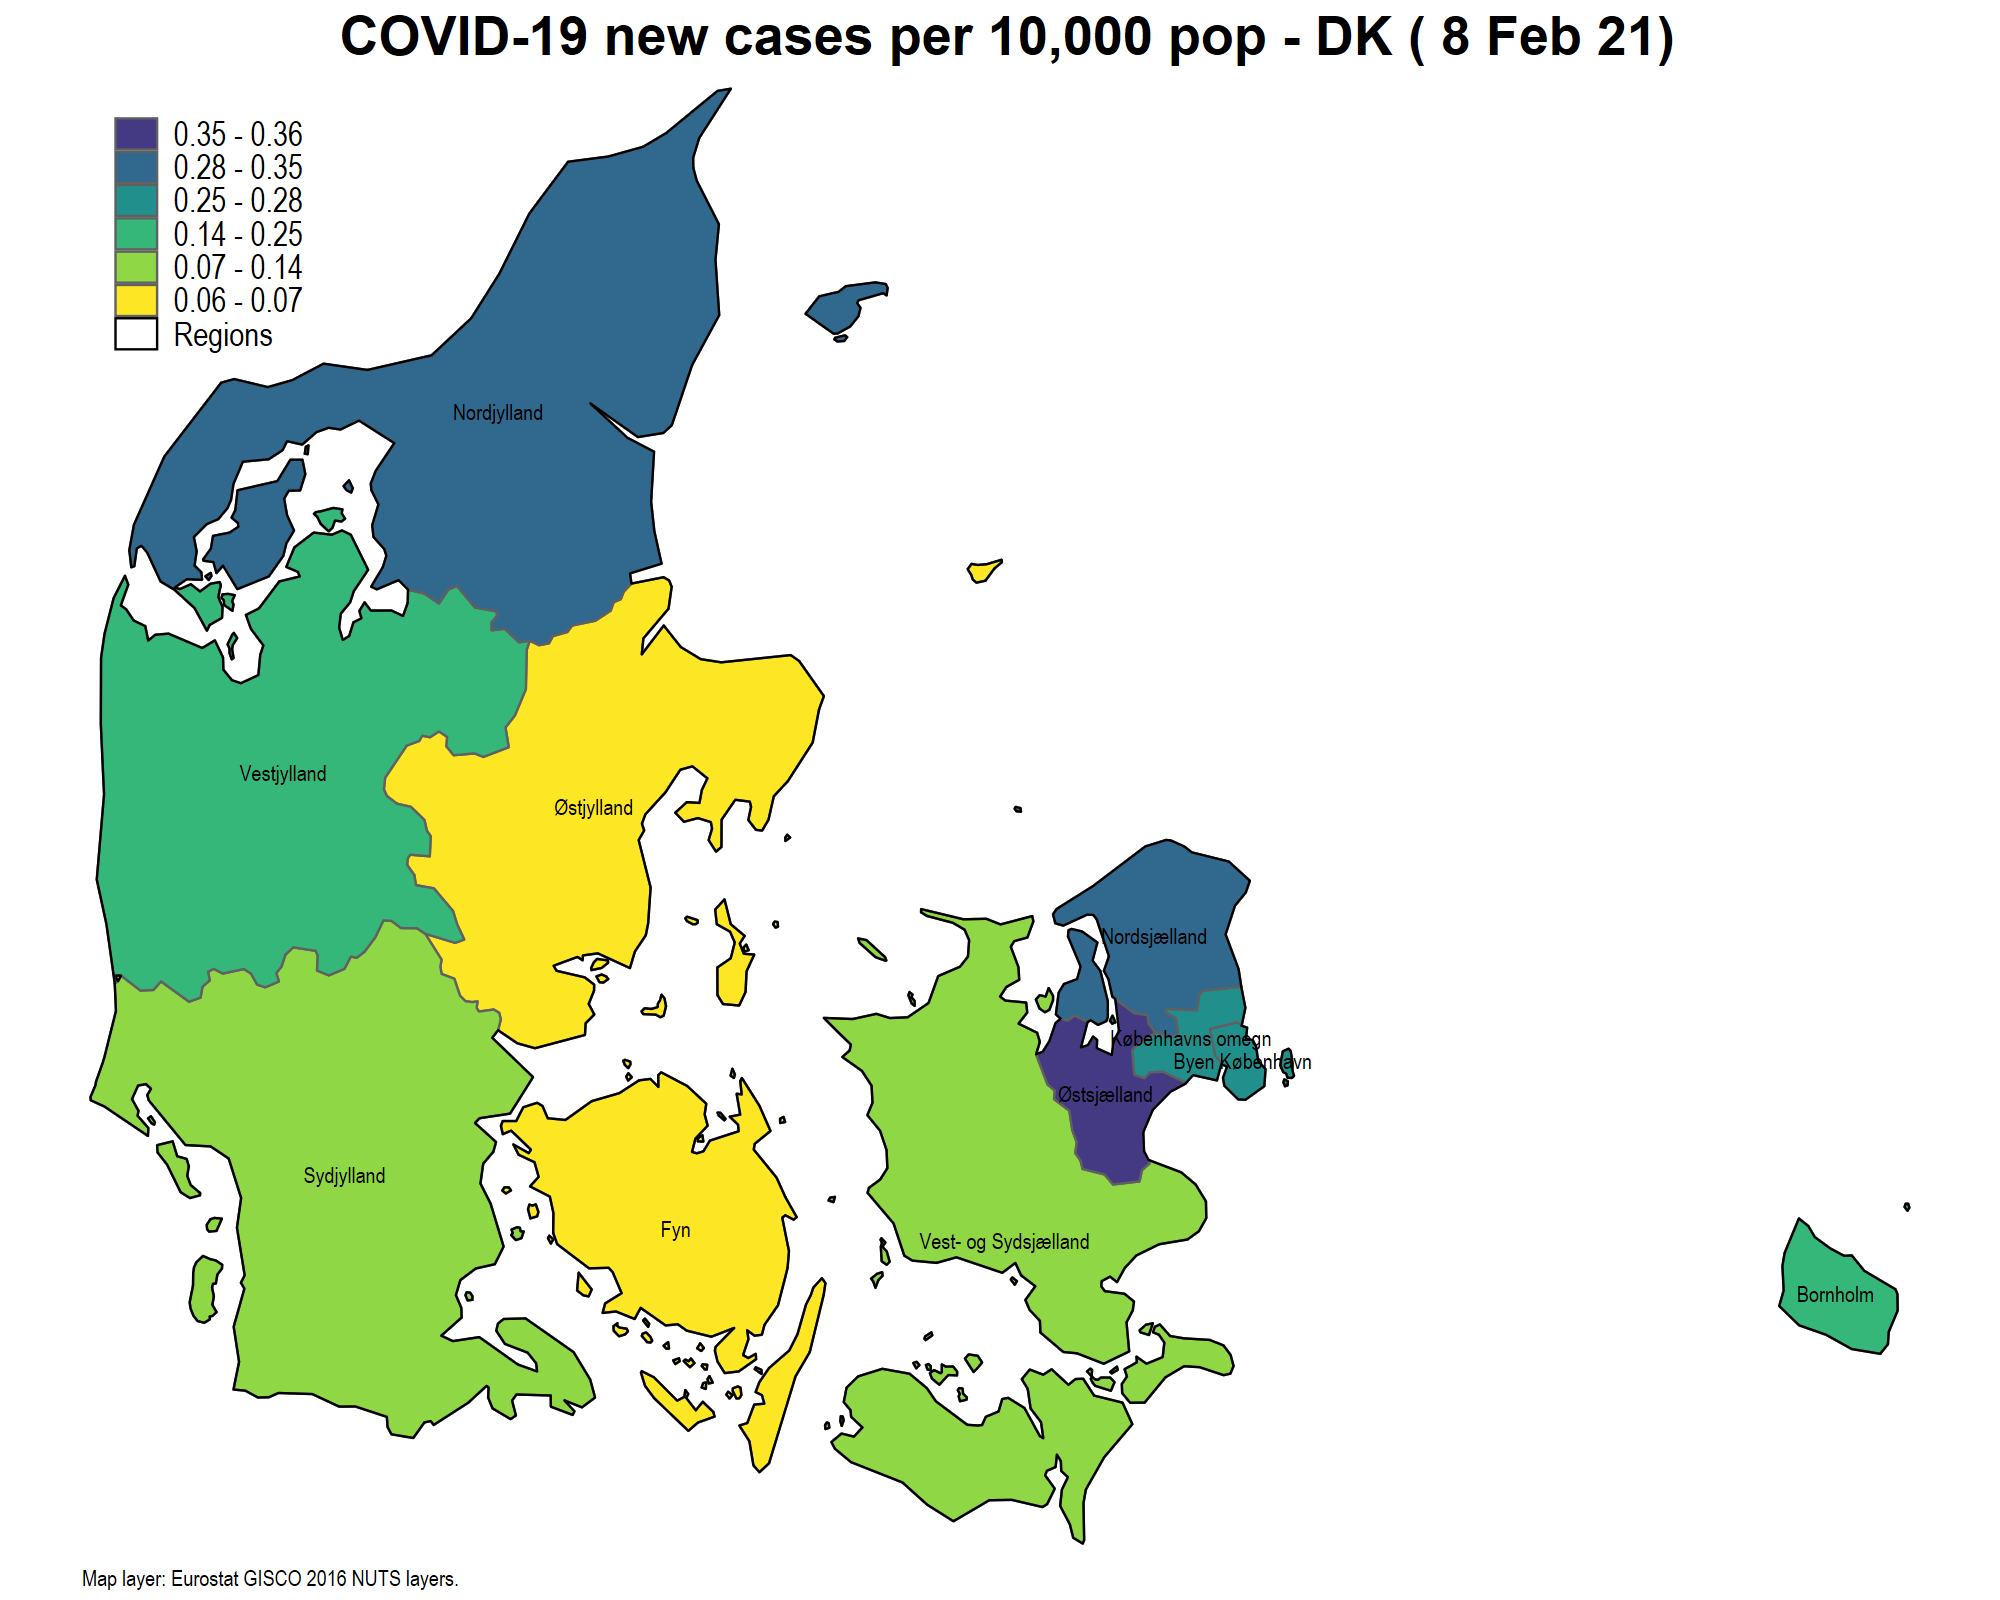 COVID-19 new cases per 10,000 pop - DK ( 8 Feb 21)
0.35 - 0.36
0.28 - 0.35
0.25 - 0.28
0.14 - 0.25
0.07 - 0.14
0.06 - 0.07
Regions
Nordjylland
Vestjylland
Østjylland
Nordsjælland
Københavns omegn
Byen København
Østsjælland
Sydjylland
Fyn
Vest- og Sydsjælland
Bornholm
Map layer: Eurostat GISCO 2016 NUTS layers.